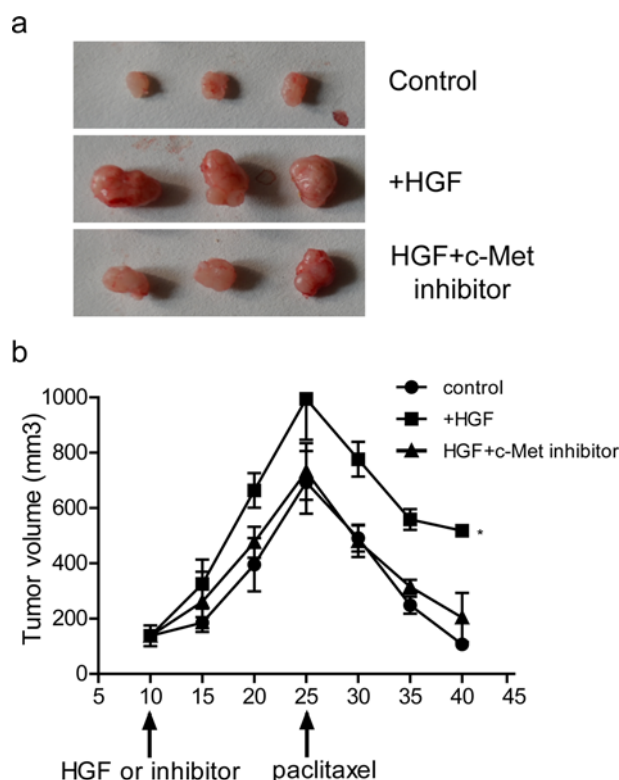 a
Control
+HGF
HGF+c-Met
inhibitor
b
control
+HGF
HGF+c-Met inhibitor
Tumor volume (mm3)
1000
800
600
400
200
0
*
5 10 15 20 25 30 35 40 45
HGF or inhibitor paclitaxel